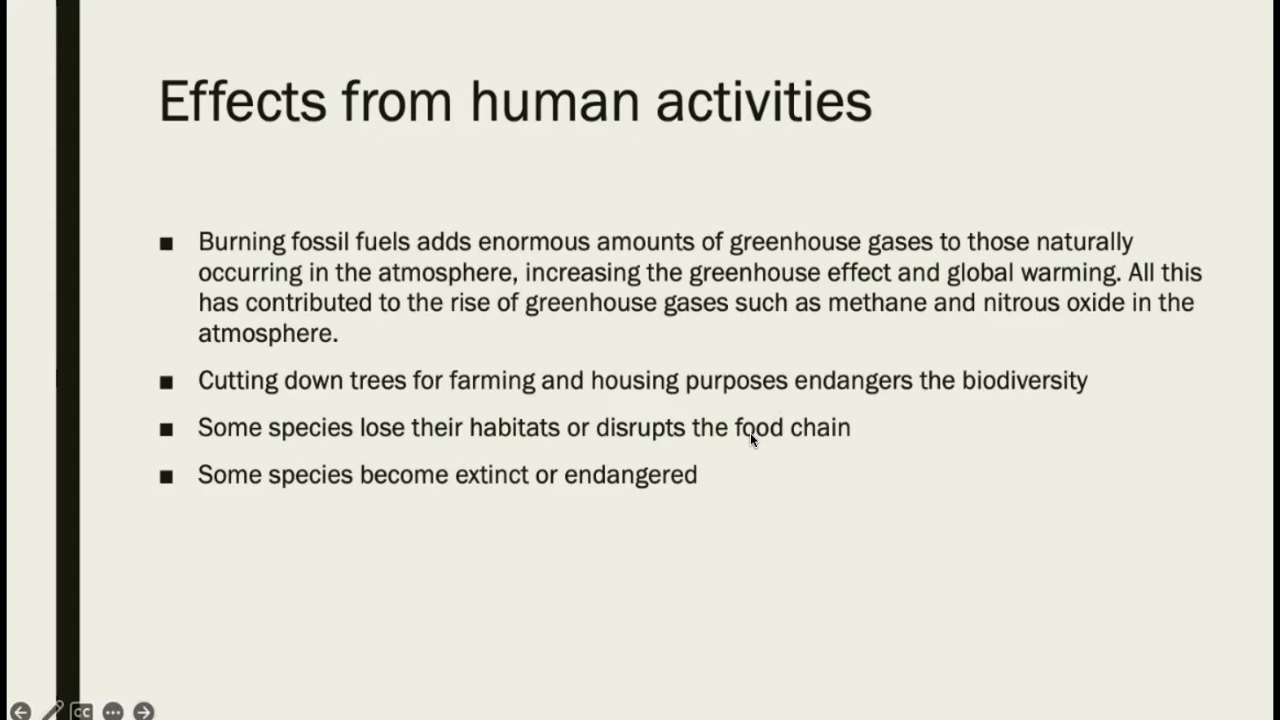 Effects from human activities
■ Burning fossil fuels adds enormous amounts of greenhouse gases to those naturally
occurring in the atmosphere, increasing the greenhouse effect and global warming. All this
has contributed to the rise of greenhouse gases such as methane and nitrous oxide in the
atmosphere.
■ Cutting down trees for farming and housing purposes endangers the biodiversity
■ Some species lose their habitats or disrupts the food chain
■ Some species become extinct or endangered
CC